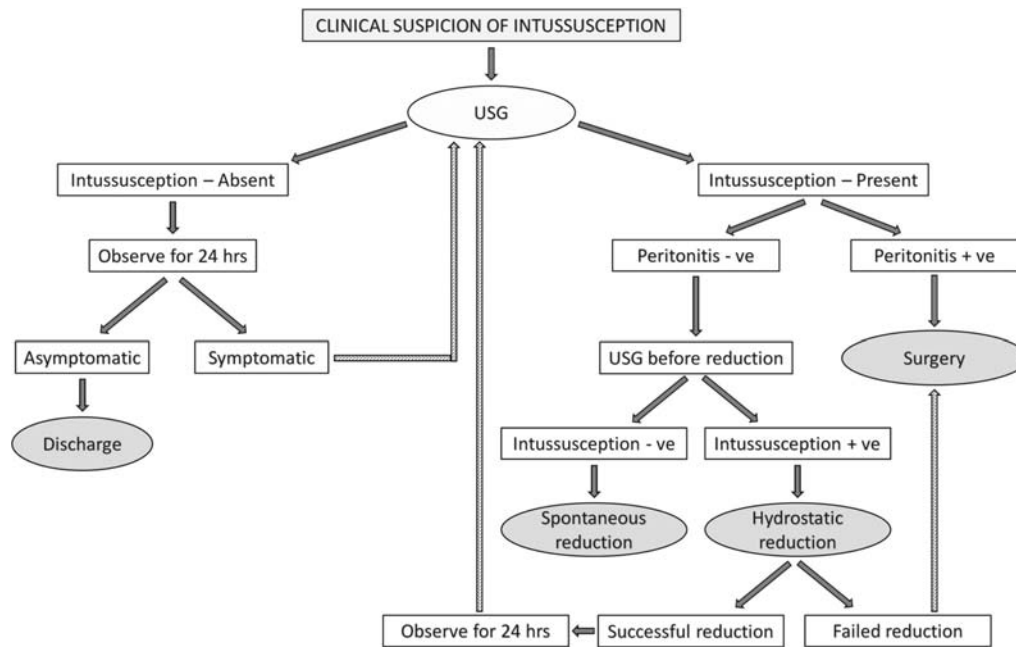 CLINICAL SUSPICION OF INTUSSUSCEPTION
USG
Intussusception – Absent
Intussusception – Present
Observe for 24 hrs
Peritonitis - ve
Peritonitis + ve
Asymptomatic
Symptomatic
USG before reduction
Surgery
Discharge
Intussusception - ve
Intussusception + ve
Spontaneous
reduction
Hydrostatic
reduction
Observe for 24 hrs
Successful reduction
Failed reduction